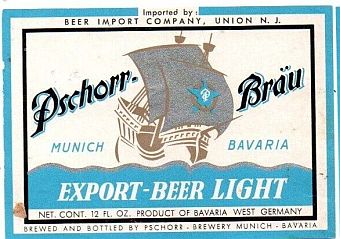 Imported by:
BEER IMPORT COMPANY, UNION N. J.
Pschorr-Bräu
MUNICH BAVARIA
EXPORT-BEER LIGHT
NET. CONT. 12 FL. OZ. PRODUCT OF BAVARIA WEST GERMANY
BREWED AND BOTTLED BY PSCHORR - BREWERY MUNICH - BAVARIA